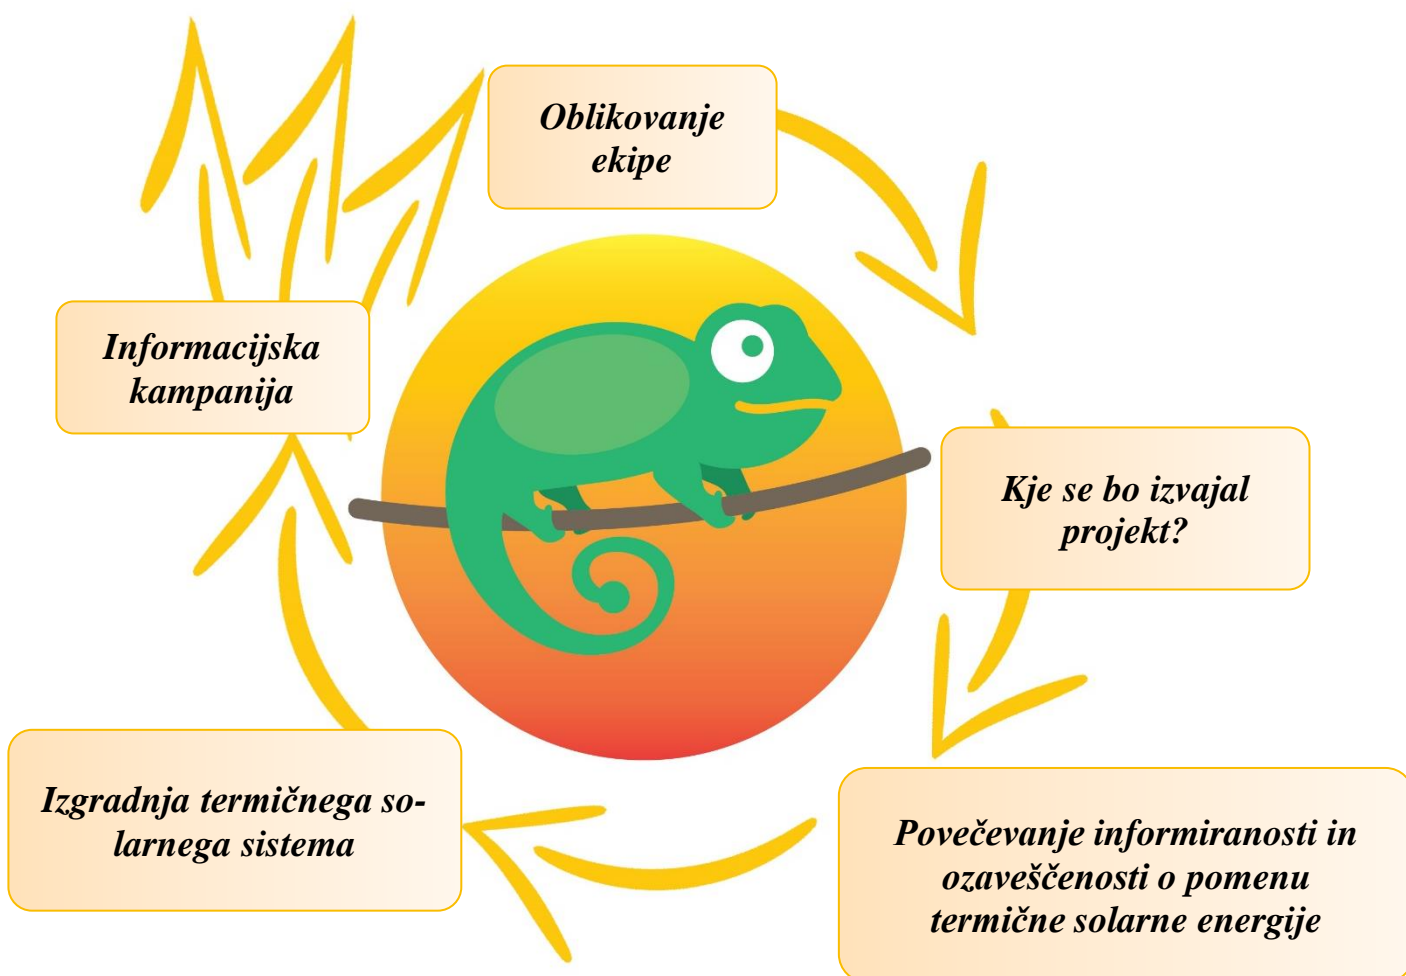 Oblikovanje
ekipe
Informacijska
kampanija
Kje se bo izvajal
projekt?
Izgradnja termičnega so-
larnega sistema
Povečevanje informiranosti in
ozaveščenosti o pomenu
termične solarne energije